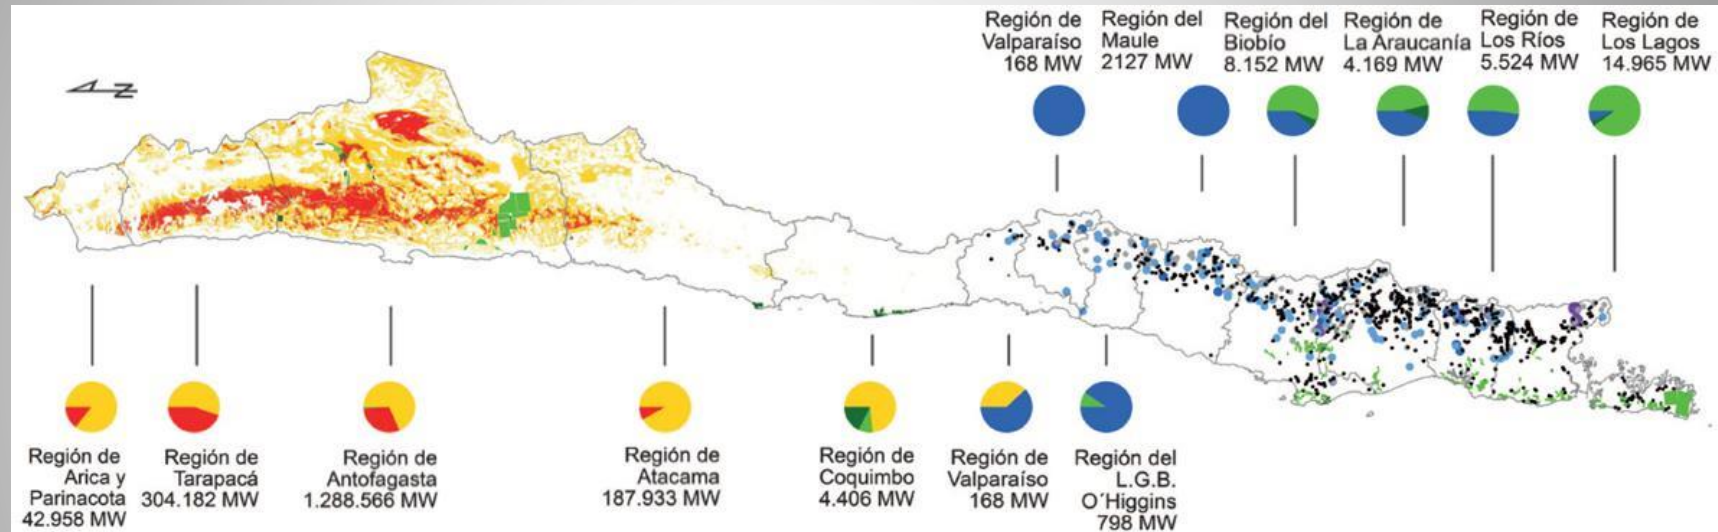 Región de
Valparaíso
168 MW
Región del
Maule
2127 MW
Región del
Biobío
8.152 MW
Región de
La Araucanía
4.169 MW
Región de
Los Ríos
5.524 MW
Región de
Los Lagos
14.965 MW
N
Región de
Arica y
Parinacota
42.958 MW
Región de
Tarapacá
304.182 MW
Región de
Antofagasta
1.288.566 MW
Región de
Atacama
187.933 MW
Región de
Coquimbo
4.406 MW
Región de
Valparaíso
168 MW
Región del
L.G.B.
O´Higgins
798 MW